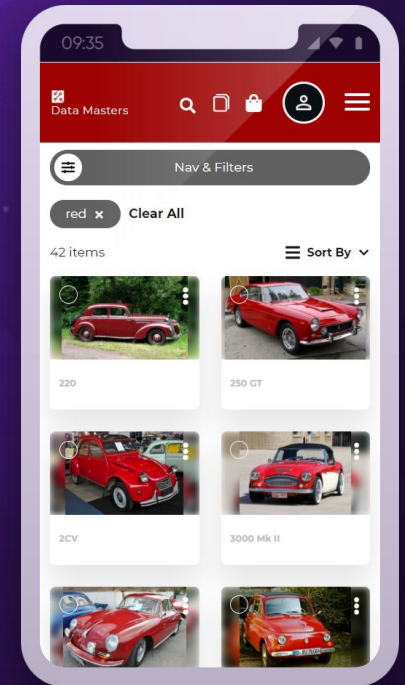 09:35
Data Masters
Nav & Filters
red × Clear All
42 items
Sort By
220
250 GT
2CV
3000 Mk II